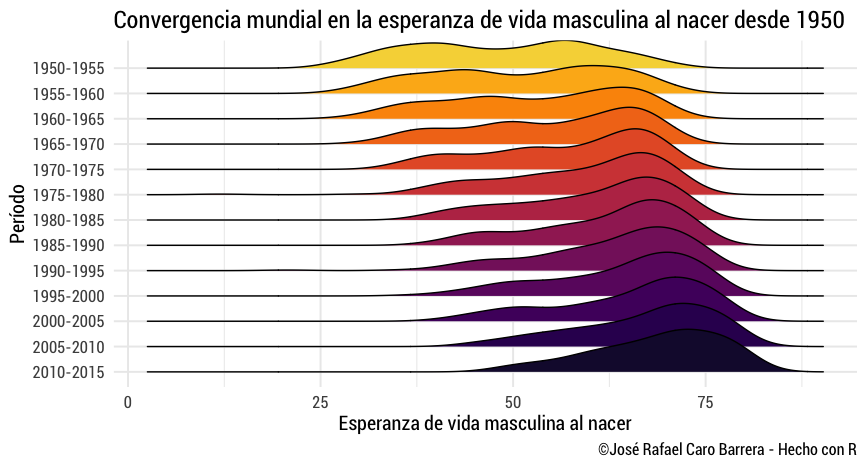 Convergencia mundial en la esperanza de vida masculina al nacer desde 1950
Período
1950-1955
1955-1960
1960-1965
1965-1970
1970-1975
1975-1980
1980-1985
1985-1990
1990-1995
1995-2000
2000-2005
2005-2010
2010-2015
0 25 50 75
Esperanza de vida masculina al nacer
©José Rafael Caro Barrera - Hecho con R